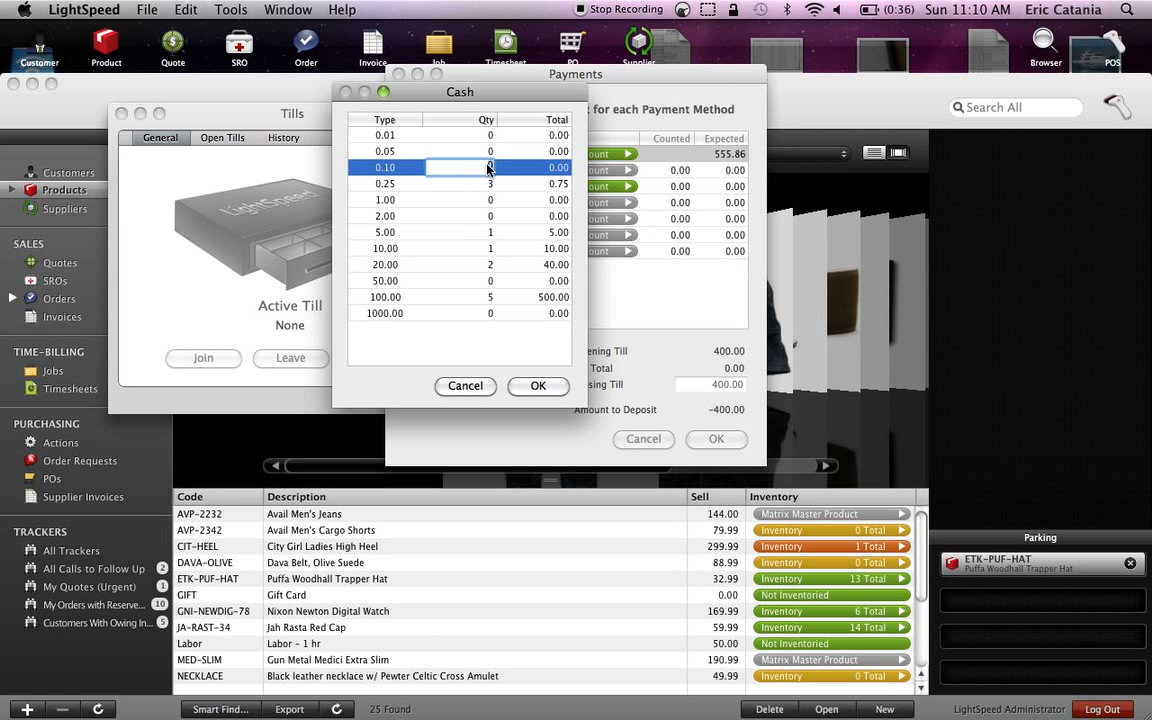 LightSpeed File Edit Tools Window Help Stop Recording (0:36) Sun 11:10 AM Eric Catania
Customer Product Quote SRO Order Invoice Job Timesheet POS Supplier Browser POS
Payments
Cash
Tills
t for each Payment Method
Search All
Type Qty Total
Counted Expected
General Open Tills History
0.01 0 0.00
0.05 0 0.00
0.10 0.00
0.25 3 0.75
1.00 0 0.00
2.00 0 0.00
5.00 1 5.00
10.00 1 10.00
20.00 2 40.00
50.00 0 0.00
100.00 5 500.00
1000.00 0 0.00
Cancel OK
ount 555.86
ount 0.00 0.00
ount 0.00 0.00
ount 0.00 0.00
ount 0.00 0.00
ount 0.00 0.00
ount 0.00 0.00
ening Till 400.00
Total 0.00
sing Till 400.00
Amount to Deposit -400.00
Cancel OK
LightSpeed
Active Till
None
Join Leave
Customers
Products
Suppliers
SALES
Quotes
SROs
Orders
Invoices
TIME-BILLING
Jobs
Timesheets
PURCHASING
Actions
Order Requests
POs
Supplier Invoices
TRACKERS
All Trackers
All Calls to Follow Up 2
My Quotes (Urgent) 1
My Orders with Reserve... 10
Customers With Owing In... 5
Code Description Sell Inventory
AVP-2232 Avail Men's Jeans 144.00 Matrix Master Product
AVP-2342 Avail Men's Cargo Shorts 79.99 Inventory 0 Total
CIT-HEEL City Girl Ladies High Heel 299.99 Inventory 1 Total
DAVA-OLIVE Dava Belt, Olive Suede 88.99 Inventory 0 Total
ETK-PUF-HAT Puffa Woodhall Trapper Hat 32.99 Inventory 13 Total
GIFT Gift Card 0.00 Not Inventoried
GNI-NEWDIG-78 Nixon Newton Digital Watch 169.99 Inventory 6 Total
JA-RAST-34 Jah Rasta Red Cap 59.99 Inventory 14 Total
Labor Labor - 1 hr 50.00 Not Inventoried
MED-SLIM Gun Metal Medici Extra Slim 190.99 Matrix Master Product
NECKLACE Black leather necklace w/ Pewter Celtic Cross Amulet 49.99 Inventory 0 Total
Parking
ETK-PUF-HAT
Puffa Woodhall Trapper Hat
Smart Find... Export 25 Found Delete Open New LightSpeed Administrator Log Out